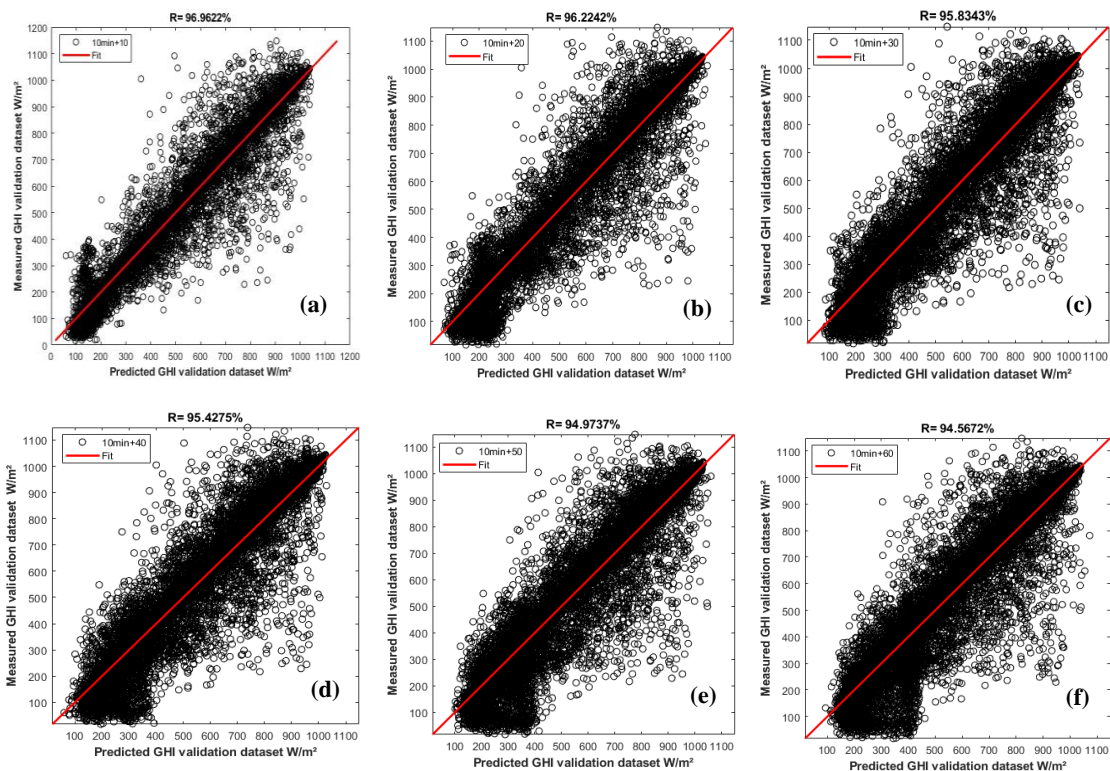 R= 96.9622%
10min+10
Fit
Measured GHI validation dataset W/m²
1200
1100
1000
900
800
700
600
500
400
300
200
100
0
0 100 200 300 400 500 600 700 800 900 1000 1100 1200
Predicted GHI validation dataset W/m²
(a)
R= 96.2242%
10min+20
Fit
Measured GHI validation dataset W/m²
1100
1000
900
800
700
600
500
400
300
200
100
100 200 300 400 500 600 700 800 900 1000 1100
Predicted GHI validation dataset W/m²
(b)
R= 95.8343%
10min+30
Fit
Measured GHI validation dataset W/m²
1100
1000
900
800
700
600
500
400
300
200
100
100 200 300 400 500 600 700 800 900 1000 1100
Predicted GHI validation dataset W/m²
(c)
R= 95.4275%
10min+40
Fit
Measured GHI validation dataset W/m²
1100
1000
900
800
700
600
500
400
300
200
100
100 200 300 400 500 600 700 800 900 1000 1100
Predicted GHI validation dataset W/m²
(d)
R= 94.9737%
10min+50
Fit
Measured GHI validation dataset W/m²
1100
1000
900
800
700
600
500
400
300
200
100
100 200 300 400 500 600 700 800 900 1000 1100
Predicted GHI validation dataset W/m²
(e)
R= 94.5672%
10min+60
Fit
Measured GHI validation dataset W/m²
1100
1000
900
800
700
600
500
400
300
200
100
100 200 300 400 500 600 700 800 900 1000 1100
Predicted GHI validation dataset W/m²
(f)